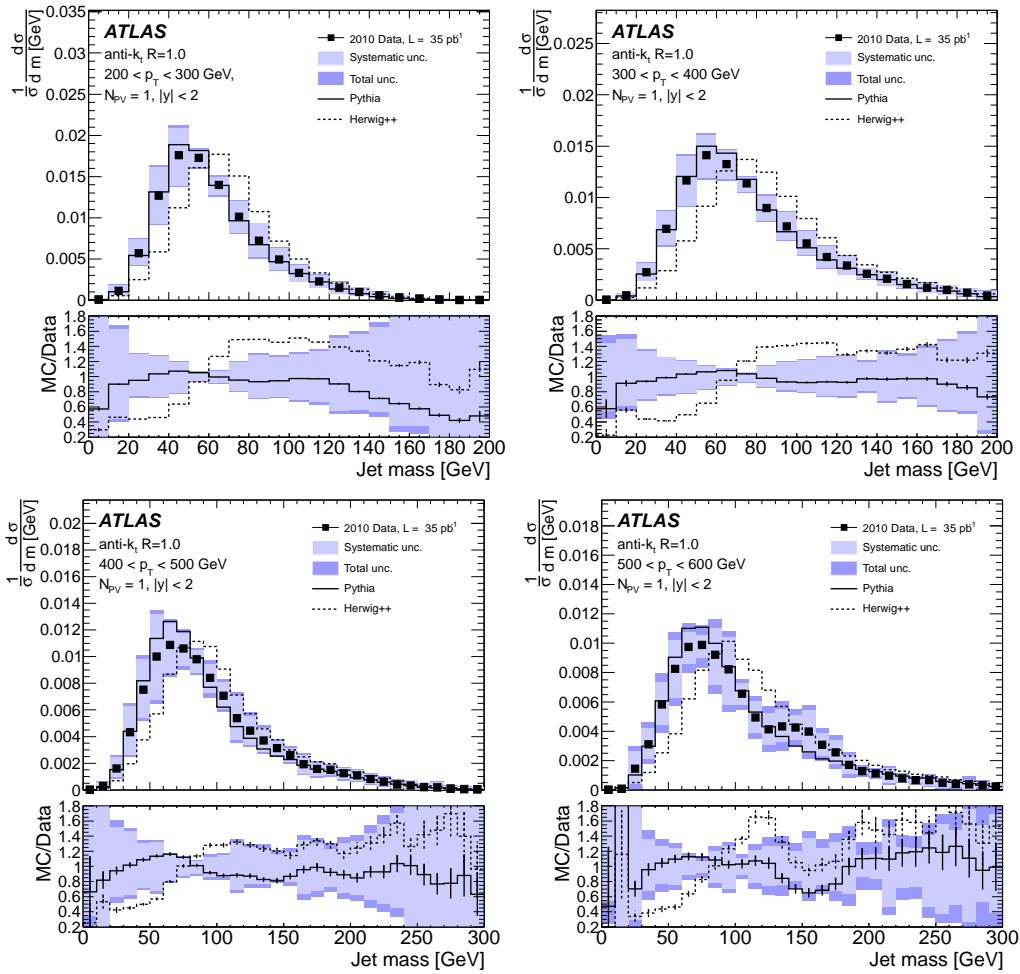 ATLAS
anti-kt R=1.0
200 < pT < 300 GeV,
NPV = 1, |y| < 2
2010 Data, L = 35 pb-1
Systematic unc.
Total unc.
Pythia
Herwig++
1/σ dσ/dm [GeV]
0.035
0.03
0.025
0.02
0.015
0.01
0.005
0
MC/Data
1.8
1.6
1.4
1.2
1
0.8
0.6
0.4
0.2
0 20 40 60 80 100 120 140 160 180 200
Jet mass [GeV]
ATLAS
anti-kt R=1.0
300 < pT < 400 GeV
NPV = 1, |y| < 2
2010 Data, L = 35 pb-1
Systematic unc.
Total unc.
Pythia
Herwig++
1/σ dσ/dm [GeV]
0.025
0.02
0.015
0.01
0.005
0
MC/Data
1.8
1.6
1.4
1.2
1
0.8
0.6
0.4
0.2
0 20 40 60 80 100 120 140 160 180 200
Jet mass [GeV]
ATLAS
anti-kt R=1.0
400 < pT < 500 GeV
NPV = 1, |y| < 2
2010 Data, L = 35 pb-1
Systematic unc.
Total unc.
Pythia
Herwig++
1/σ dσ/dm [GeV]
0.02
0.018
0.016
0.014
0.012
0.01
0.008
0.006
0.004
0.002
0
MC/Data
1.8
1.6
1.4
1.2
1
0.8
0.6
0.4
0.2
0 50 100 150 200 250 300
Jet mass [GeV]
ATLAS
anti-kt R=1.0
500 < pT < 600 GeV
NPV = 1, |y| < 2
2010 Data, L = 35 pb-1
Systematic unc.
Total unc.
Pythia
Herwig++
1/σ dσ/dm [GeV]
0.018
0.016
0.014
0.012
0.01
0.008
0.006
0.004
0.002
0
MC/Data
1.8
1.6
1.4
1.2
1
0.8
0.6
0.4
0.2
0 50 100 150 200 250 300
Jet mass [GeV]